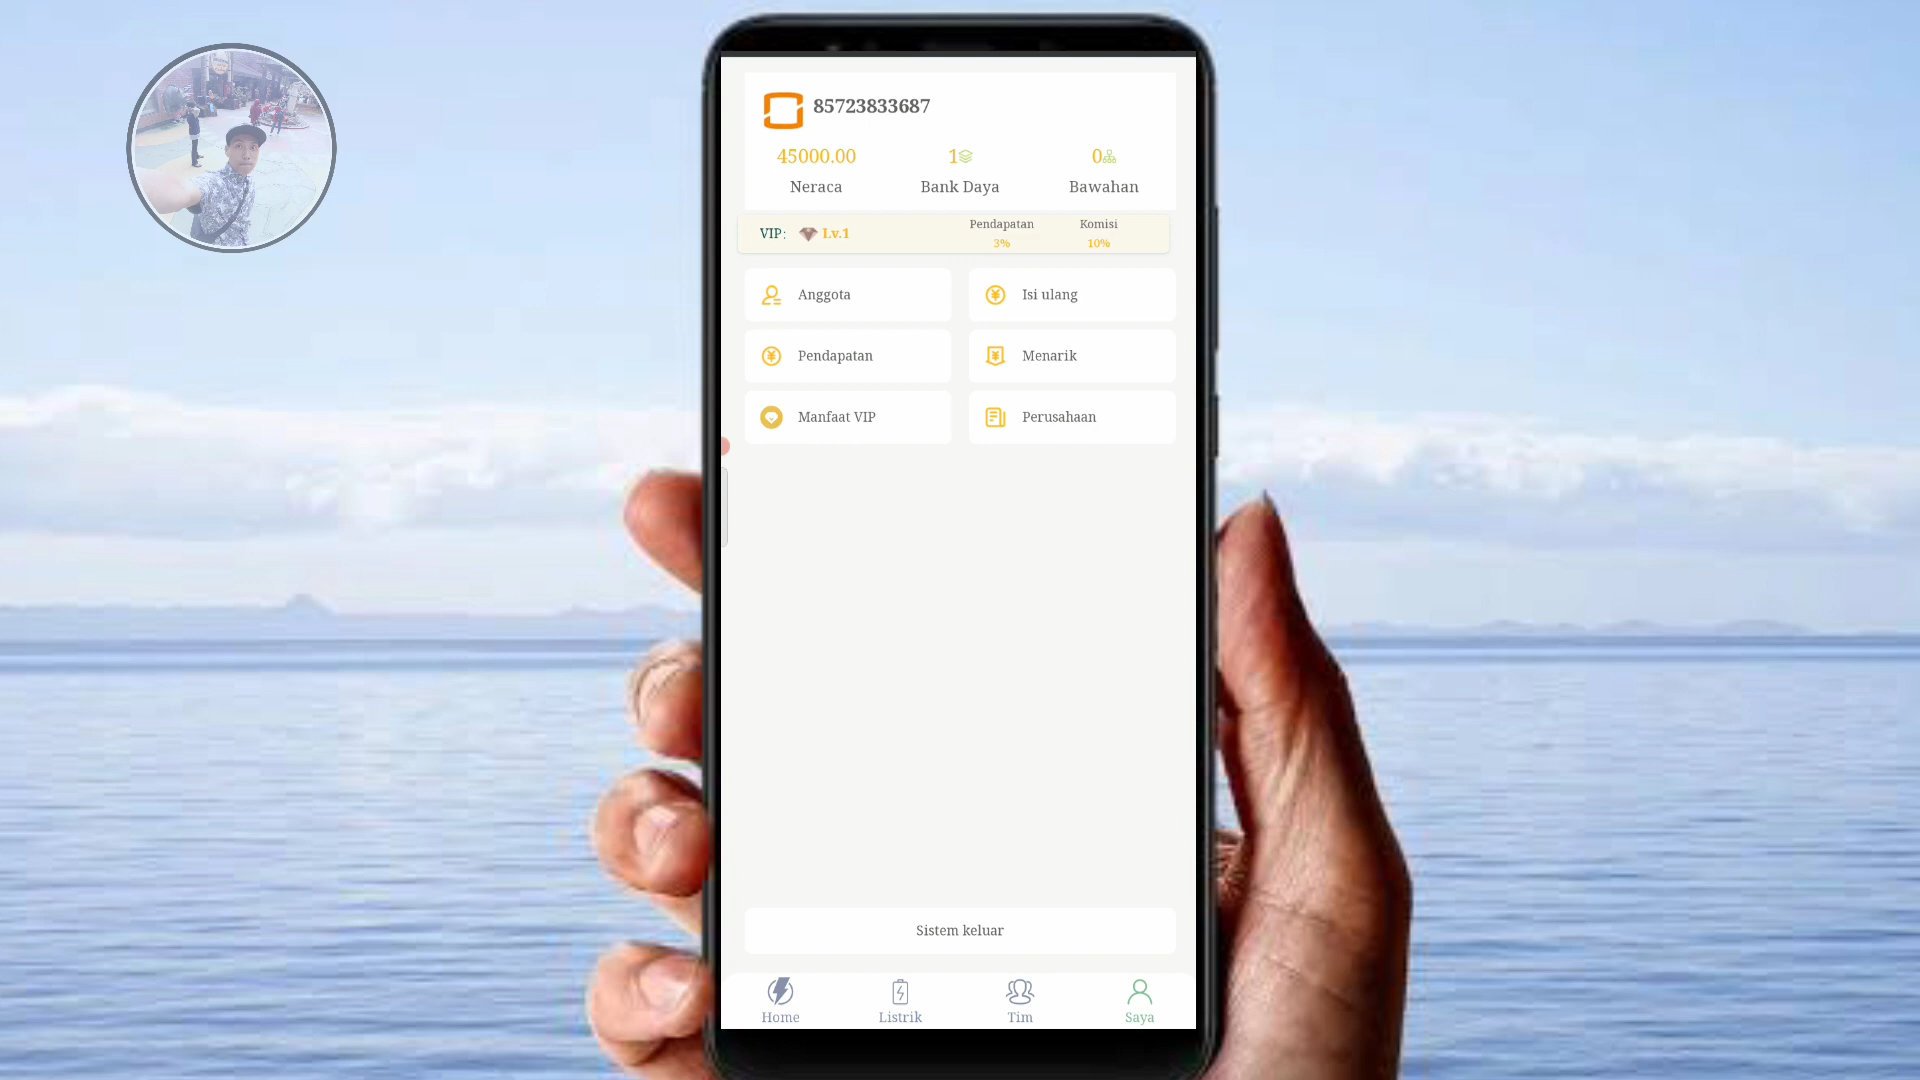 85723833687
45000.00
1
0
Neraca
Bank Daya
Bawahan
VIP:
Lv.1
Pendapatan
3%
Komisi
10%
Anggota
Isi ulang
Pendapatan
Menarik
Manfaat VIP
Perusahaan
Sistem keluar
Home
Listrik
Tim
Saya